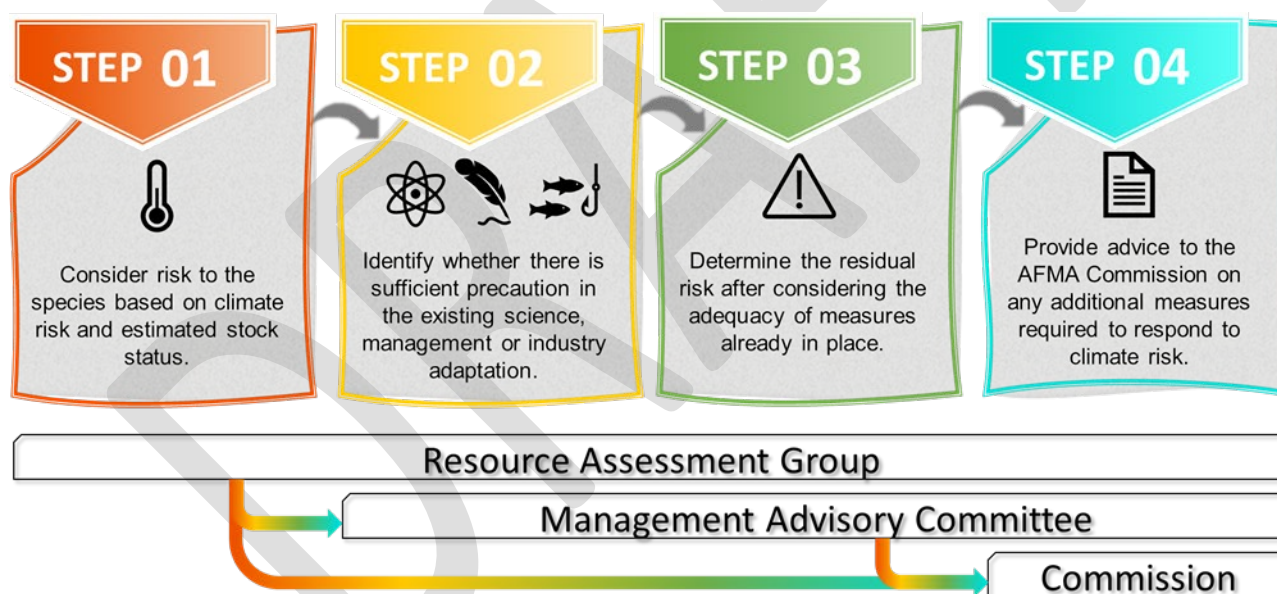 STEP 01
STEP 02
STEP 03
STEP 04
Consider risk to the
species based on climate
risk and estimated stock
status.
Identify whether there is
sufficient precaution in
the existing science,
management or industry
adaptation.
Determine the residual
risk after considering the
adequacy of measures
already in place.
Provide advice to the
AFMA Commission on
any additional measures
required to respond to
climate risk.
Resource Assessment Group
Management Advisory Committee
Commission